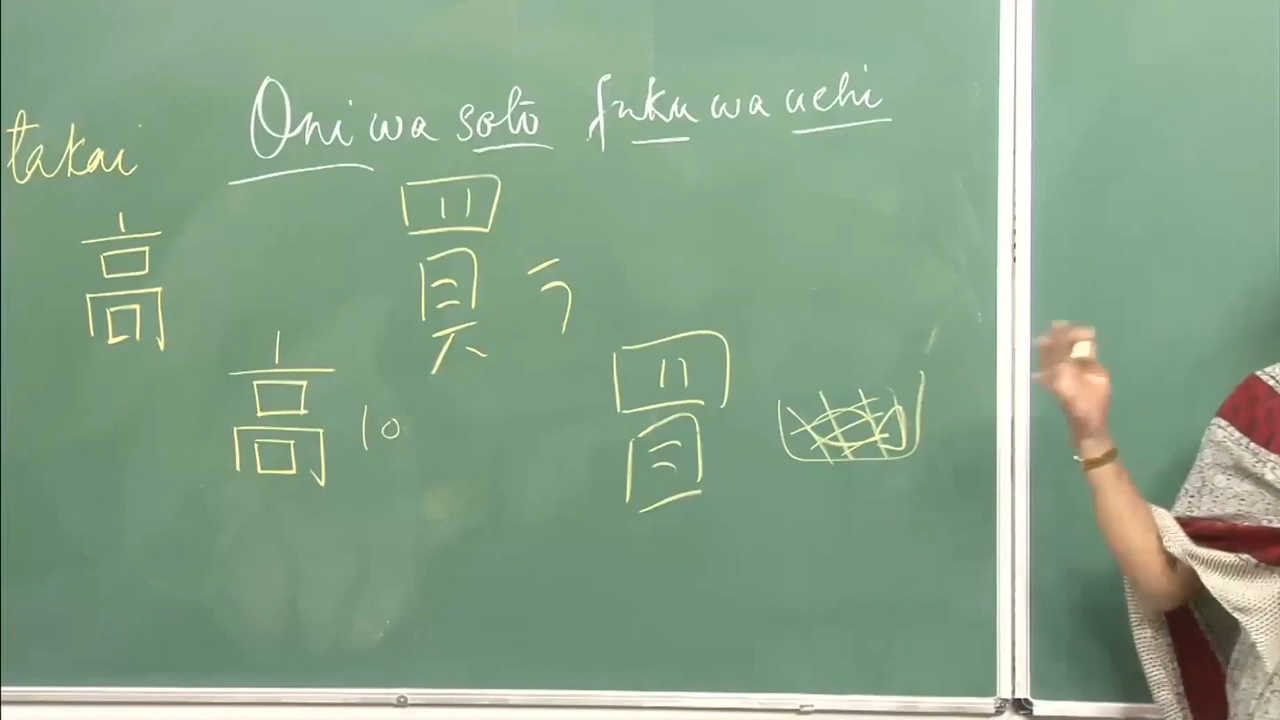 Oni wa soto fuku wa uchi
takai
高
買う
高 10
買